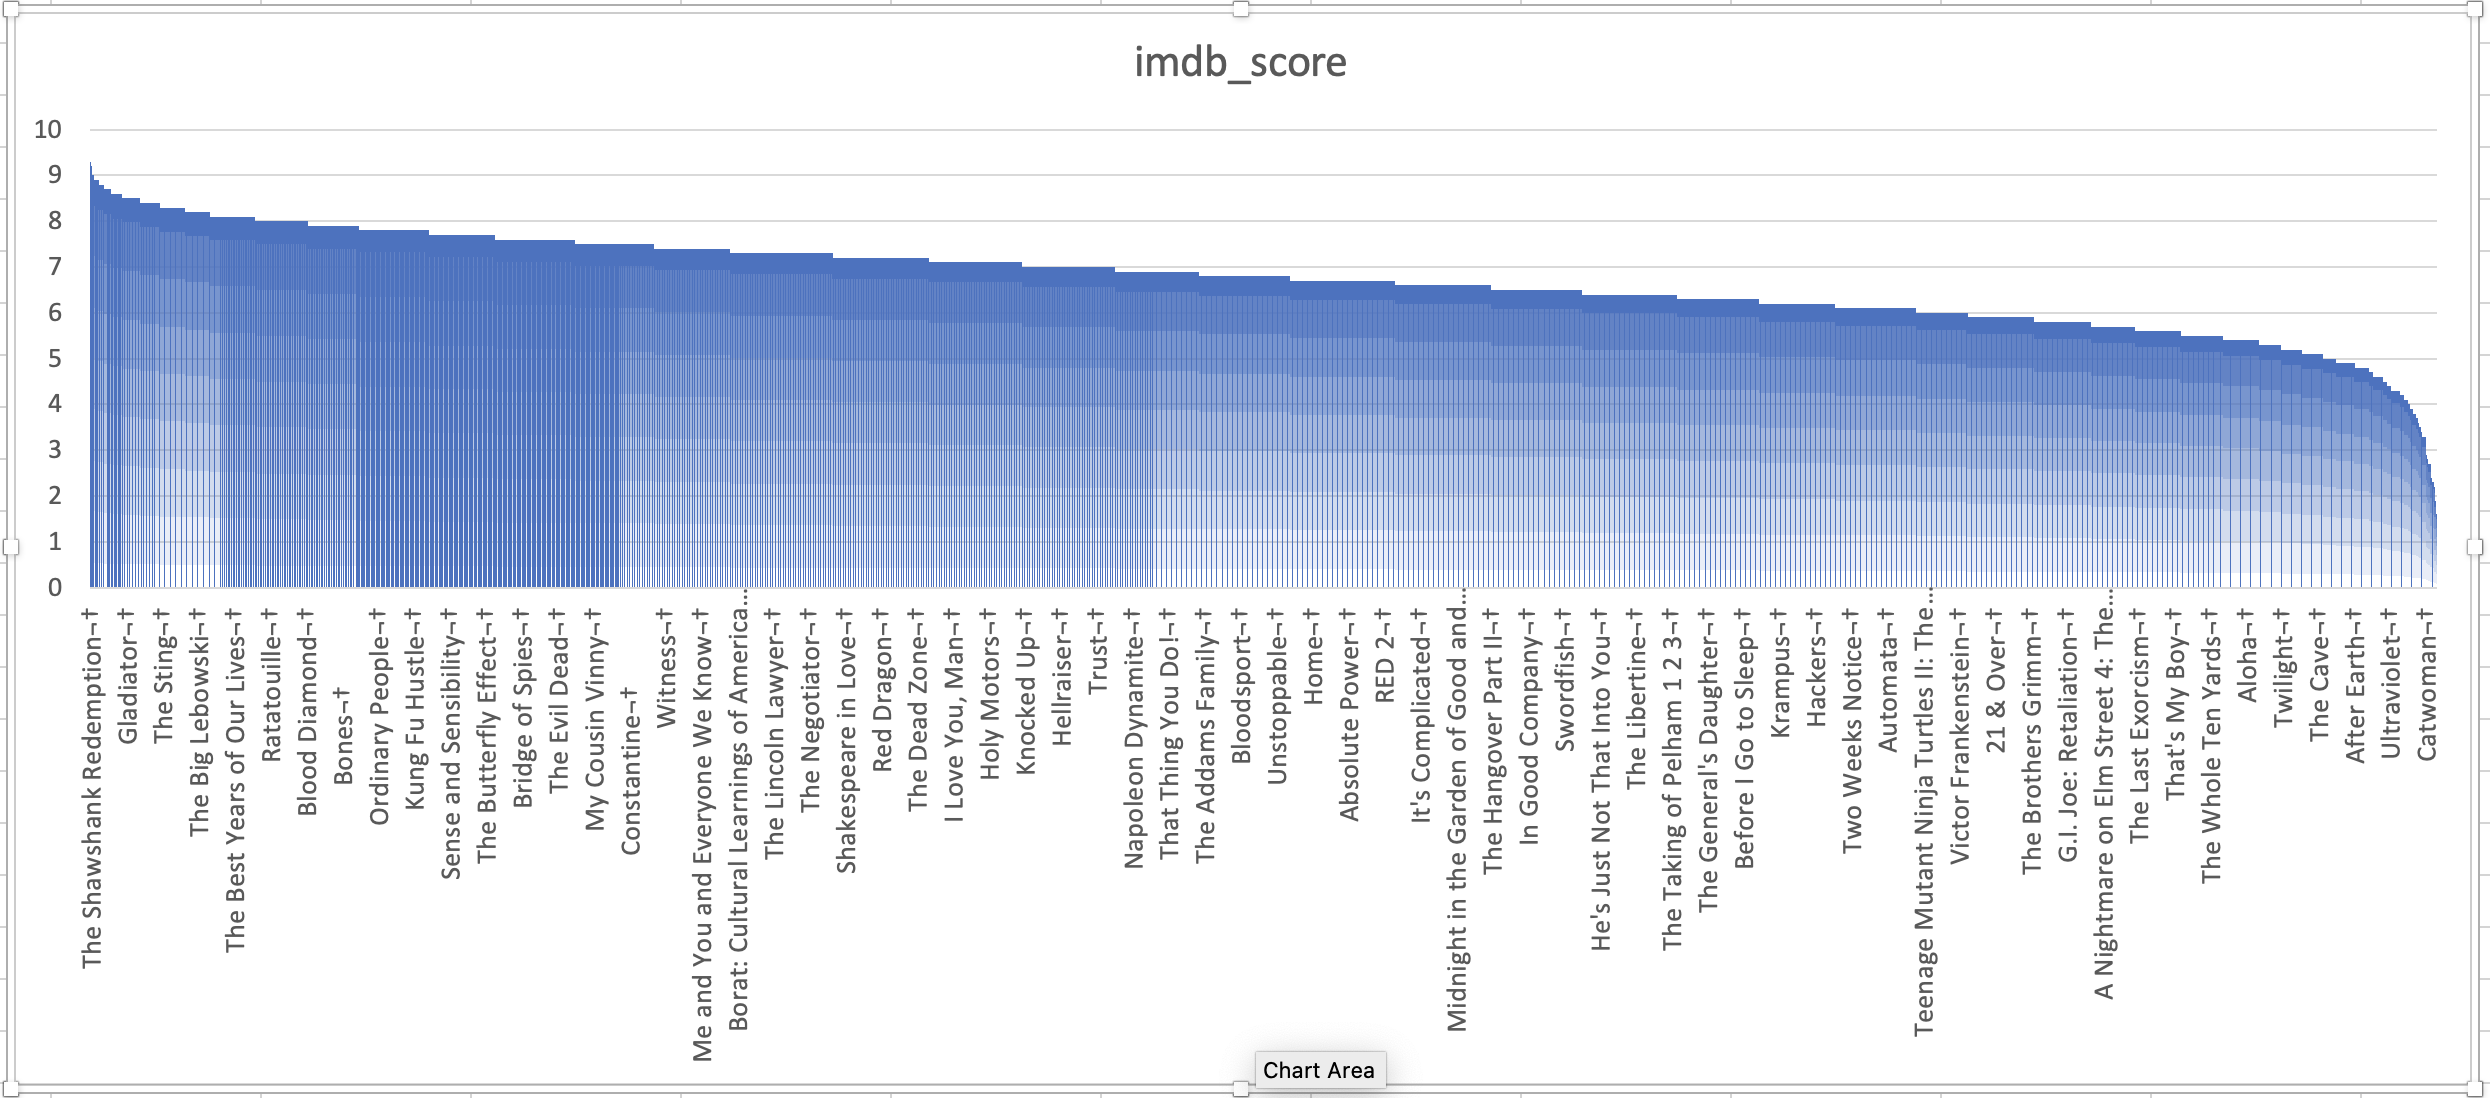 imdb_score
10
9
8
7
6
5
4
3
2
1
0
The Shawshank Redemption¬†
Gladiator¬†
The Sting¬†
The Big Lebowski¬†
The Best Years of Our Lives¬†
Ratatouille¬†
Blood Diamond¬†
Bones¬†
Ordinary People¬†
Kung Fu Hustle¬†
Sense and Sensibility¬†
The Butterfly Effect¬†
Bridge of Spies¬†
The Evil Dead¬†
My Cousin Vinny¬†
Constantine¬†
Witness¬†
Me and You and Everyone We Know¬†
Borat: Cultural Learnings of America…
The Lincoln Lawyer¬†
The Negotiator¬†
Shakespeare in Love¬†
Red Dragon¬†
The Dead Zone¬†
I Love You, Man¬†
Holy Motors¬†
Knocked Up¬†
Hellraiser¬†
Trust¬†
Napoleon Dynamite¬†
That Thing You Do!¬†
The Addams Family¬†
Bloodsport¬†
Unstoppable¬†
Home¬†
Absolute Power¬†
RED 2¬†
It's Complicated¬†
Midnight in the Garden of Good and…
The Hangover Part II¬†
In Good Company¬†
Swordfish¬†
He's Just Not That Into You¬†
The Libertine¬†
The Taking of Pelham 1 2 3¬†
The General's Daughter¬†
Before I Go to Sleep¬†
Krampus¬†
Hackers¬†
Two Weeks Notice¬†
Automata¬†
Teenage Mutant Ninja Turtles II: The…
Victor Frankenstein¬†
21 & Over¬†
The Brothers Grimm¬†
G.I. Joe: Retaliation¬†
A Nightmare on Elm Street 4: The…
The Last Exorcism¬†
That's My Boy¬†
The Whole Ten Yards¬†
Aloha¬†
Twilight¬†
The Cave¬†
After Earth¬†
Ultraviolet¬†
Catwoman¬†
Chart Area